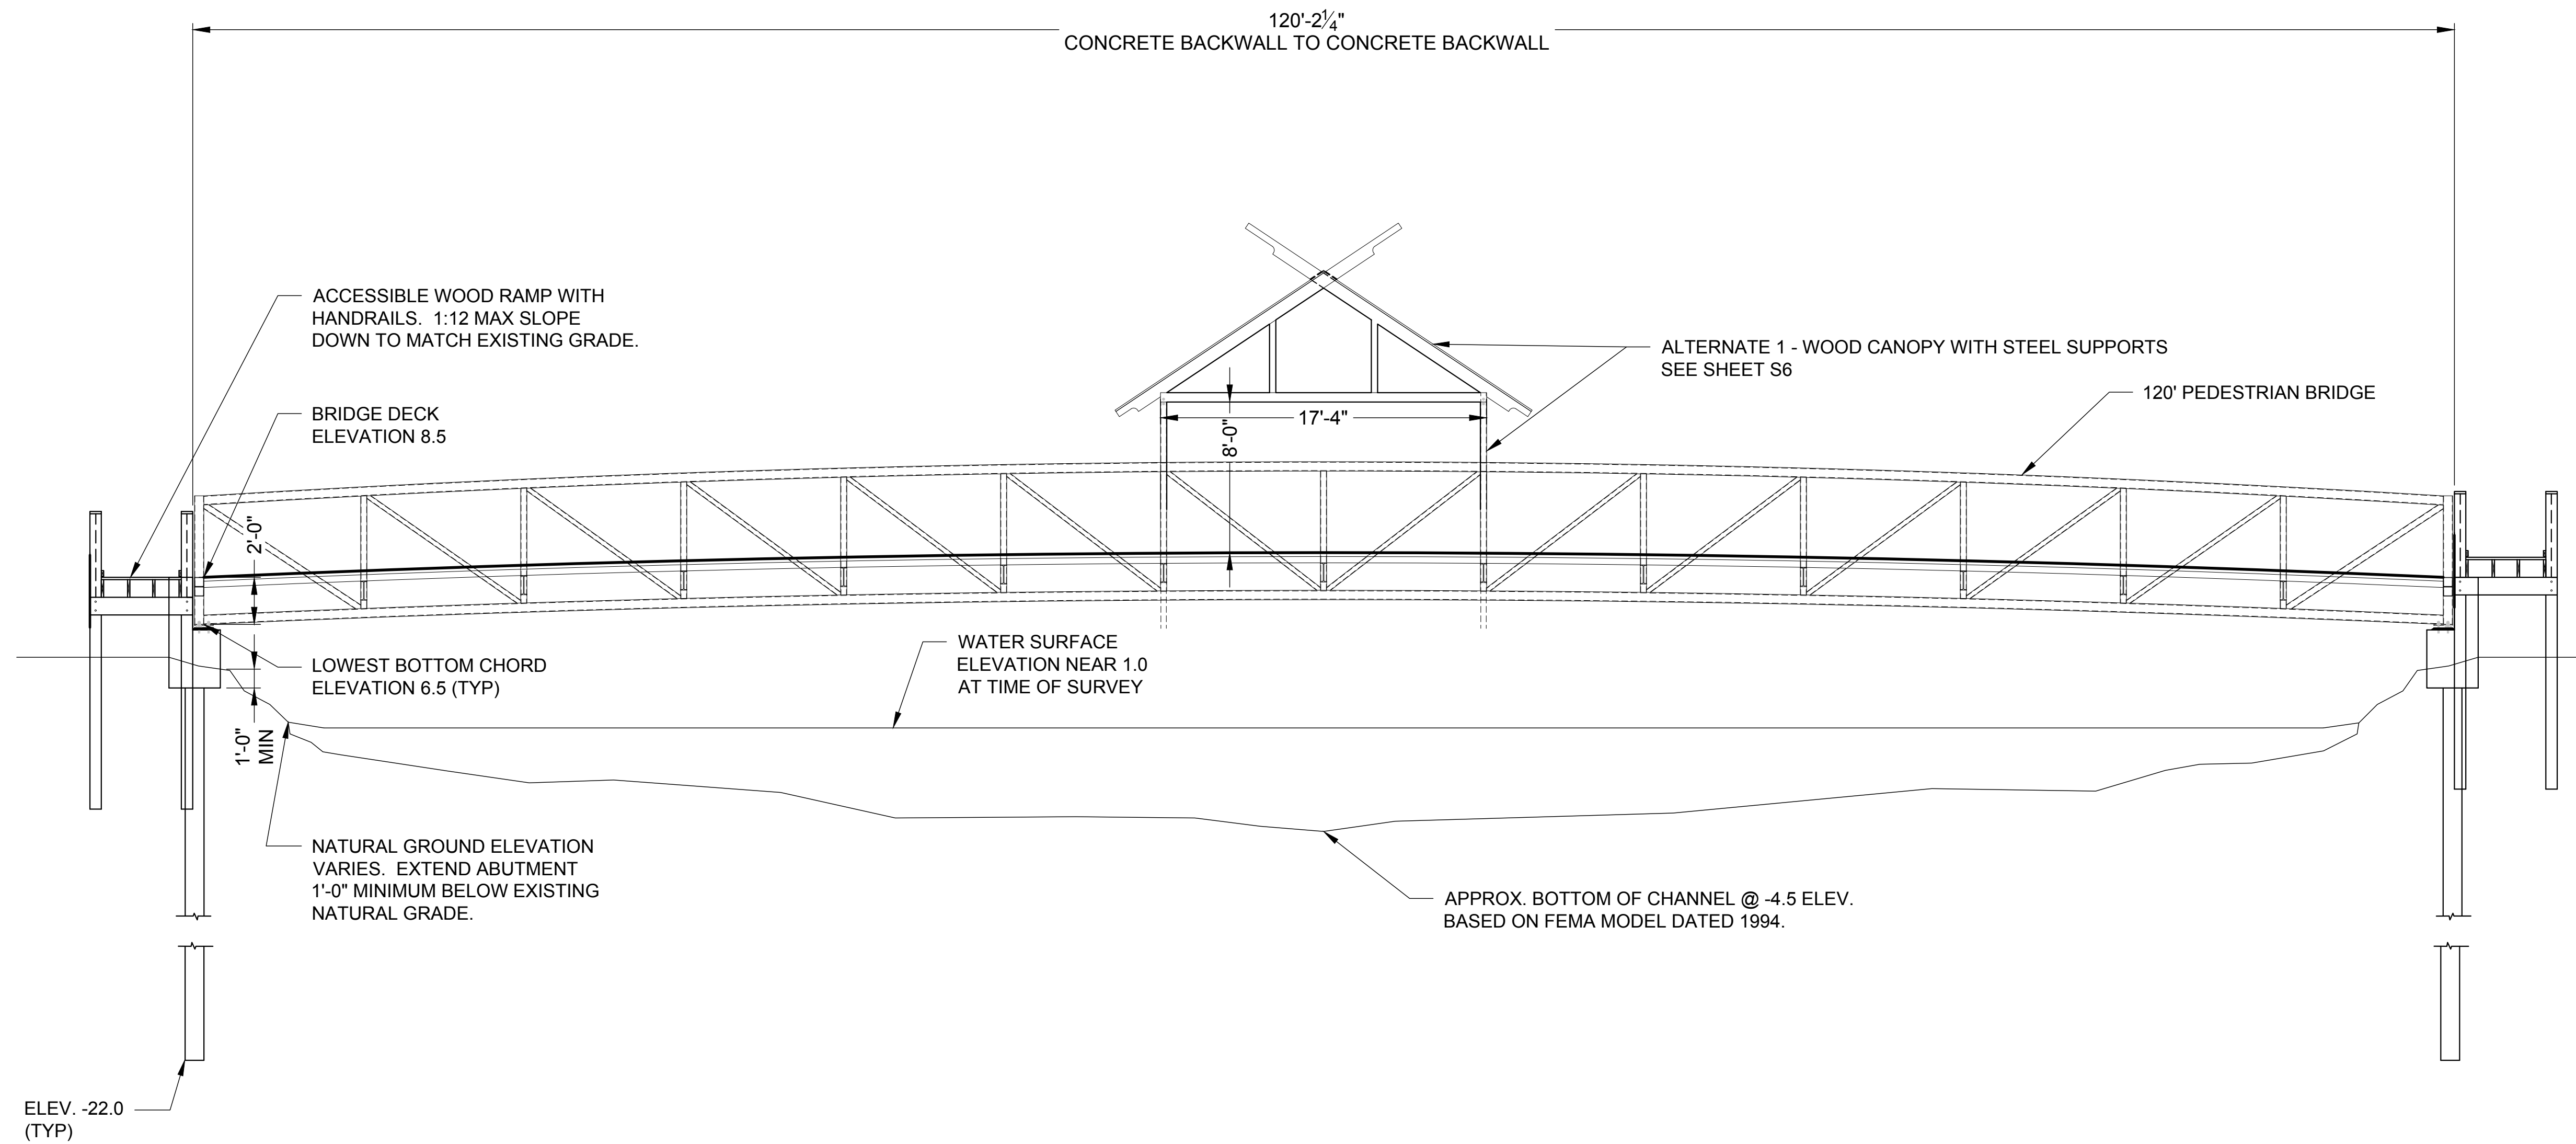 120'-2¼"
CONCRETE BACKWALL TO CONCRETE BACKWALL
ACCESSIBLE WOOD RAMP WITH
HANDRAILS. 1:12 MAX SLOPE
DOWN TO MATCH EXISTING GRADE.
ALTERNATE 1 - WOOD CANOPY WITH STEEL SUPPORTS
SEE SHEET S6
120' PEDESTRIAN BRIDGE
BRIDGE DECK
ELEVATION 8.5
17'-4"
8'-0"
2'-0"
LOWEST BOTTOM CHORD
ELEVATION 6.5 (TYP)
WATER SURFACE
ELEVATION NEAR 1.0
AT TIME OF SURVEY
1'-0"
MIN
NATURAL GROUND ELEVATION
VARIES. EXTEND ABUTMENT
1'-0" MINIMUM BELOW EXISTING
NATURAL GRADE.
APPROX. BOTTOM OF CHANNEL @ -4.5 ELEV.
BASED ON FEMA MODEL DATED 1994.
ELEV. -22.0
(TYP)